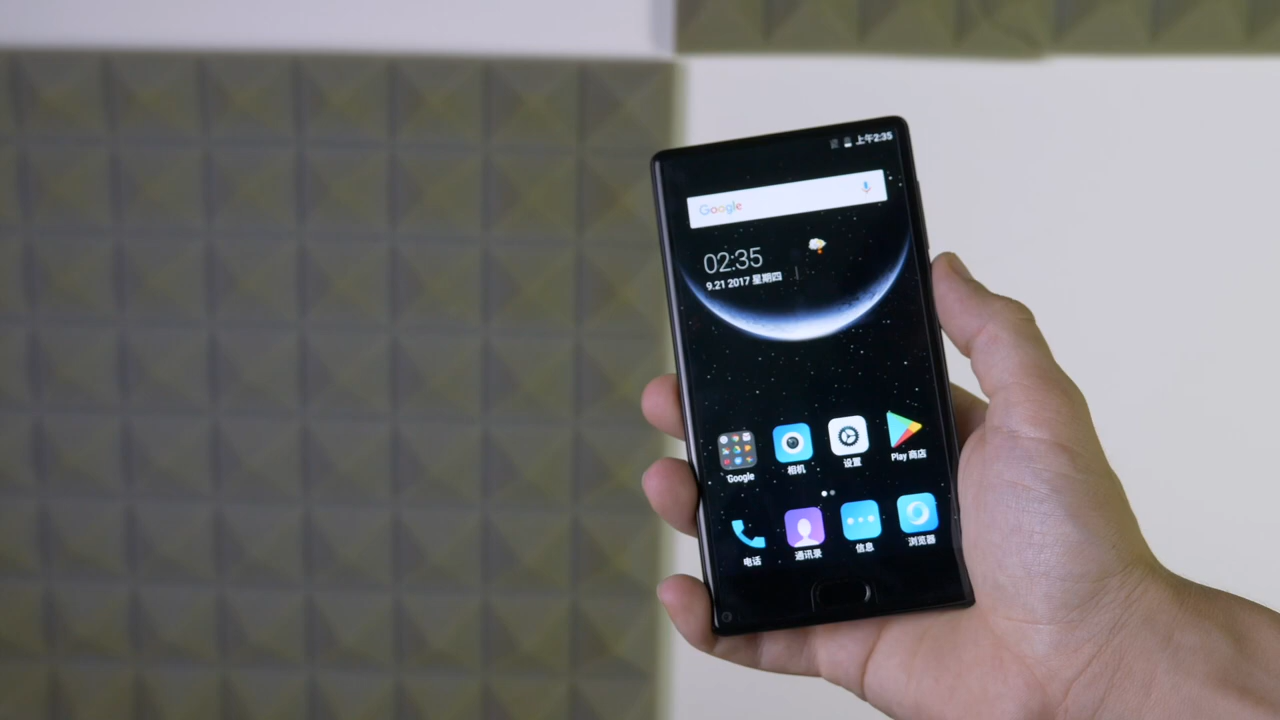 上午2:35
Google
02:35
9.21 2017 星期四
Google
相机
设置
Play 商店
电话
通讯录
信息
浏览器